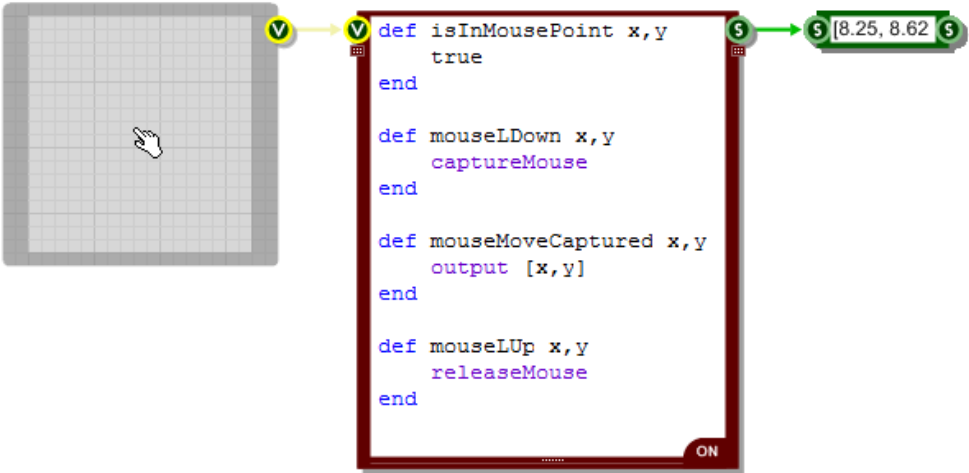 V
V
def isInMousePoint x,y
true
end
def mouseLDown x,y
captureMouse
end
def mouseMoveCaptured x,y
output [x,y]
end
def mouseLUp x,y
releaseMouse
end
ON
S
S
[8.25, 8.62
S